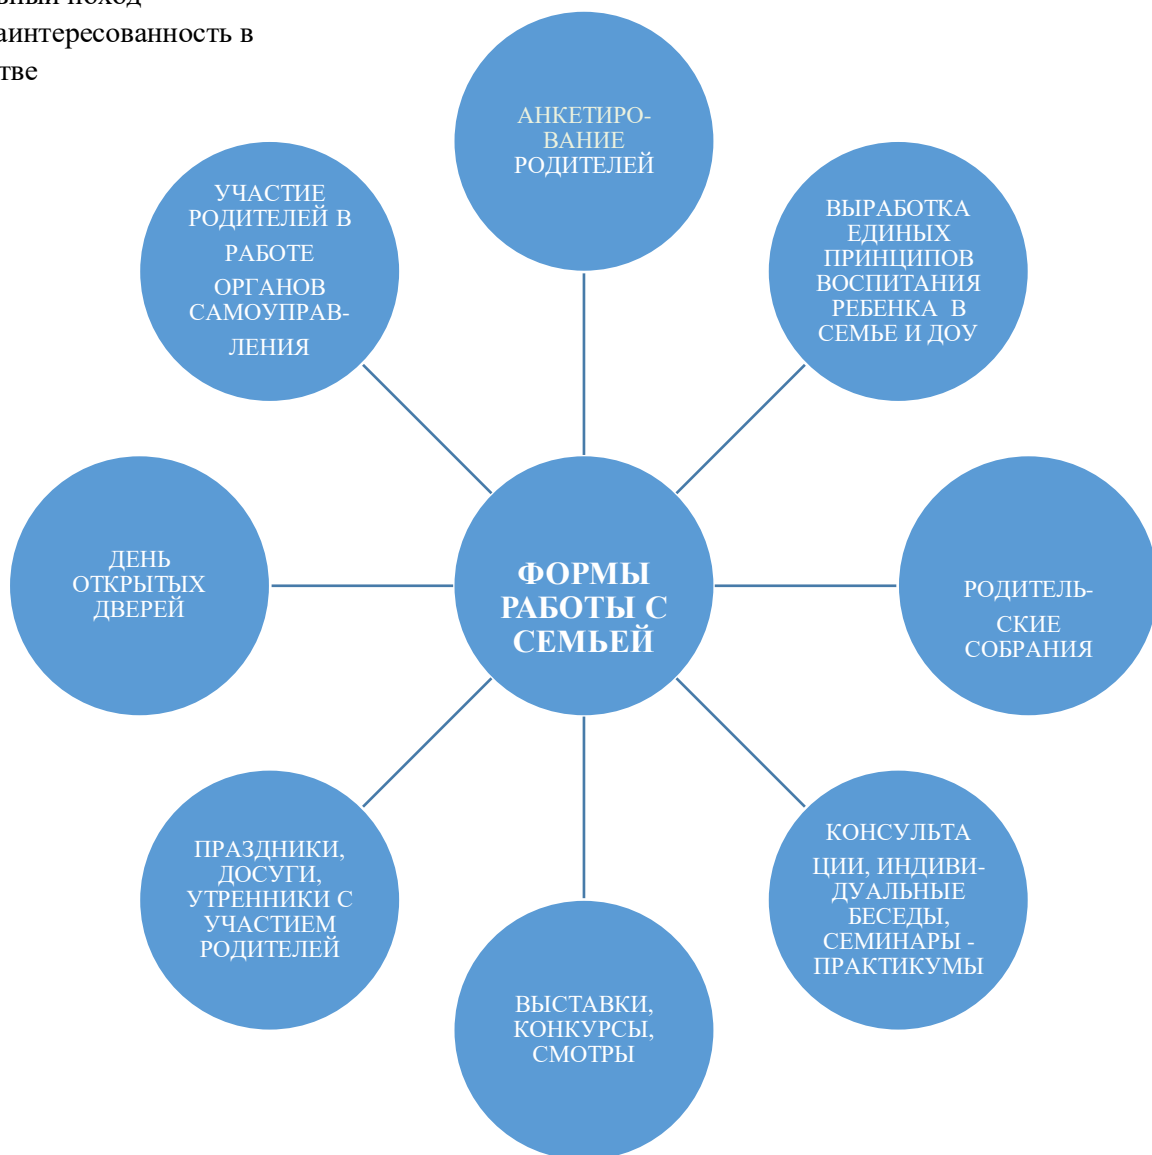 аинтересованность в
тве
АНКЕТИРО-
ВАНИЕ
РОДИТЕЛЕЙ
ВЫРАБОТКА
ЕДИНЫХ
ПРИНЦИПОВ
ВОСПИТАНИЯ
РЕБЕНКА В
СЕМЬЕ И ДОУ
РОДИТЕЛЬ-
СКИЕ
СОБРАНИЯ
КОНСУЛЬТА
ЦИИ, ИНДИВИ-
ДУАЛЬНЫЕ
БЕСЕДЫ,
СЕМИНАРЫ -
ПРАКТИКУМЫ
ВЫСТАВКИ,
КОНКУРСЫ,
СМОТРЫ
ПРАЗДНИКИ,
ДОСУГИ,
УТРЕННИКИ С
УЧАСТИЕМ
РОДИТЕЛЕЙ
ДЕНЬ
ОТКРЫТЫХ
ДВЕРЕЙ
УЧАСТИЕ
РОДИТЕЛЕЙ В
РАБОТЕ
ОРГАНОВ
САМОУПРАВ-
ЛЕНИЯ
ФОРМЫ
РАБОТЫ С
СЕМЬЕЙ